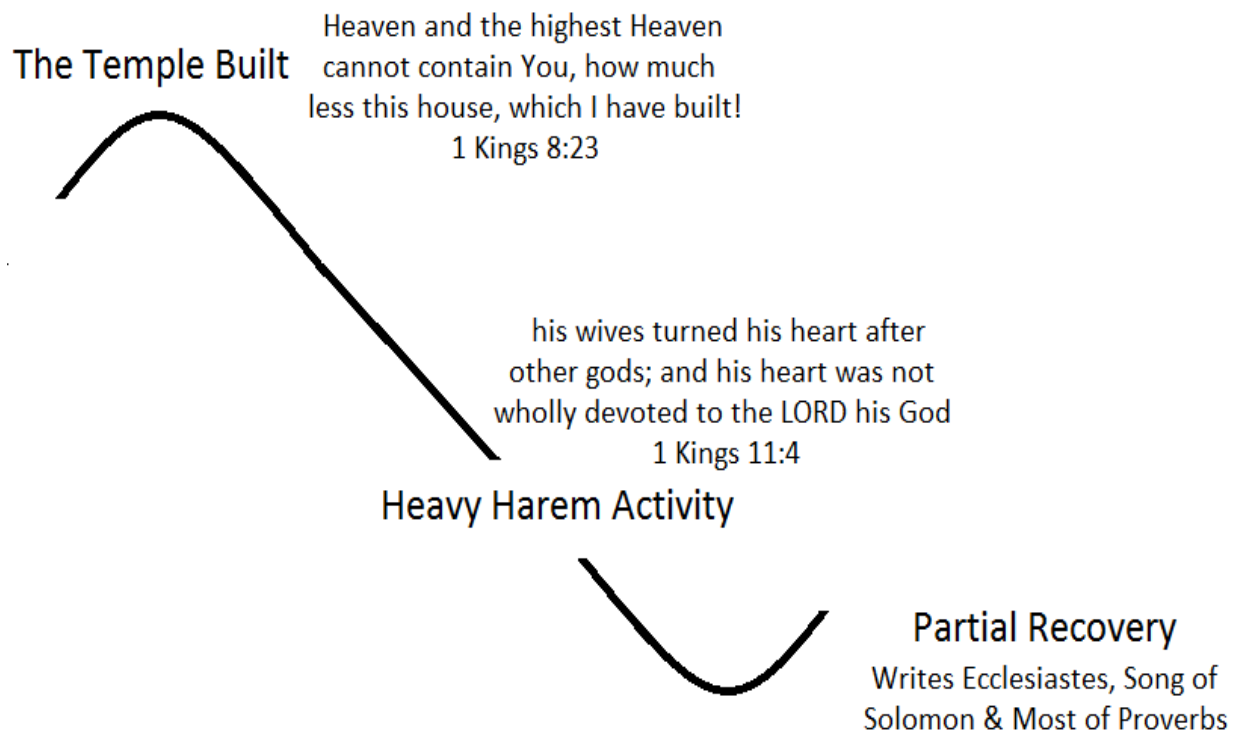 The Temple Built
Heaven and the highest Heaven
cannot contain You, how much
less this house, which I have built!
1 Kings 8:23
his wives turned his heart after
other gods; and his heart was not
wholly devoted to the LORD his God
1 Kings 11:4
Heavy Harem Activity
Partial Recovery
Writes Ecclesiastes, Song of
Solomon & Most of Proverbs